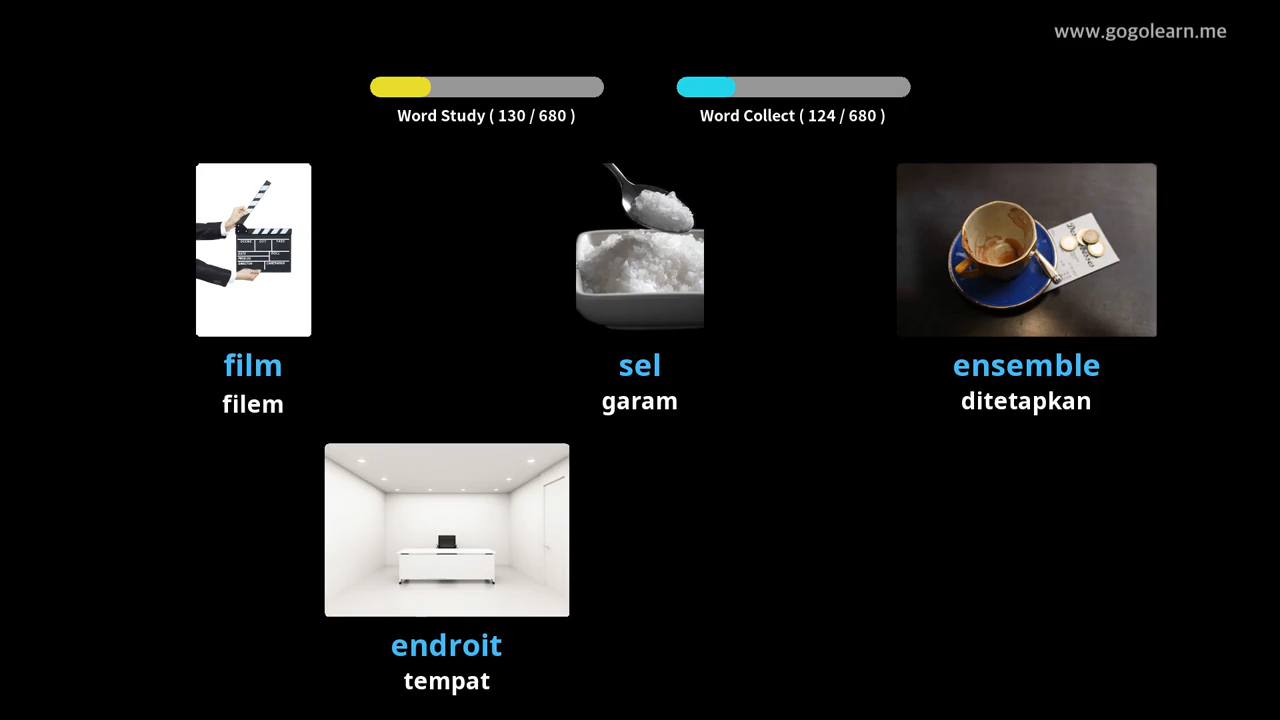 www.gogolearn.me
Word Study ( 130 / 680 )
Word Collect ( 124 / 680 )
film
filem
sel
garam
ensemble
ditetapkan
endroit
tempat